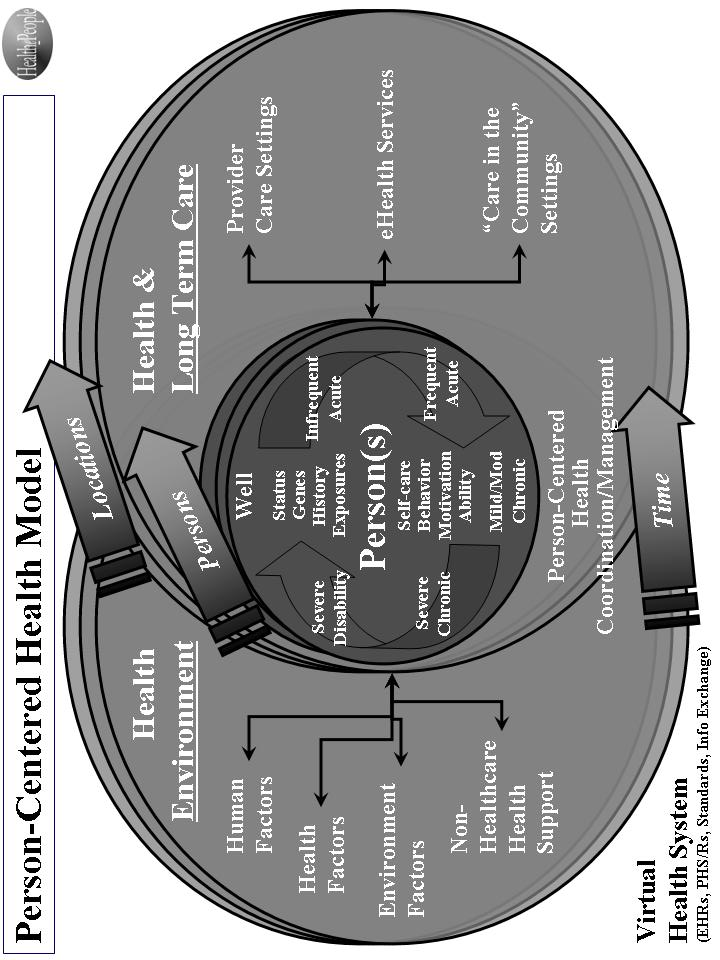 Person-Centered Health Model
HealthyPeople
Locations
Persons
Time
Health
Environment
Human
Factors
Health
Factors
Environment
Factors
Non-
Healthcare
Health
Support
Health &
Long Term Care
Provider
Care Settings
eHealth Services
“Care in the
Community”
Settings
Well
Status
Genes
History
Exposures
Person(s)
Self-care
Behavior
Motivation
Ability
Mild/Mod
Chronic
Infrequent
Acute
Frequent
Acute
Severe
Disability
Severe
Chronic
Person-Centered
Health
Coordination/Management
Virtual
Health System
(EHRs, PHS/Rs, Standards, Info Exchange)